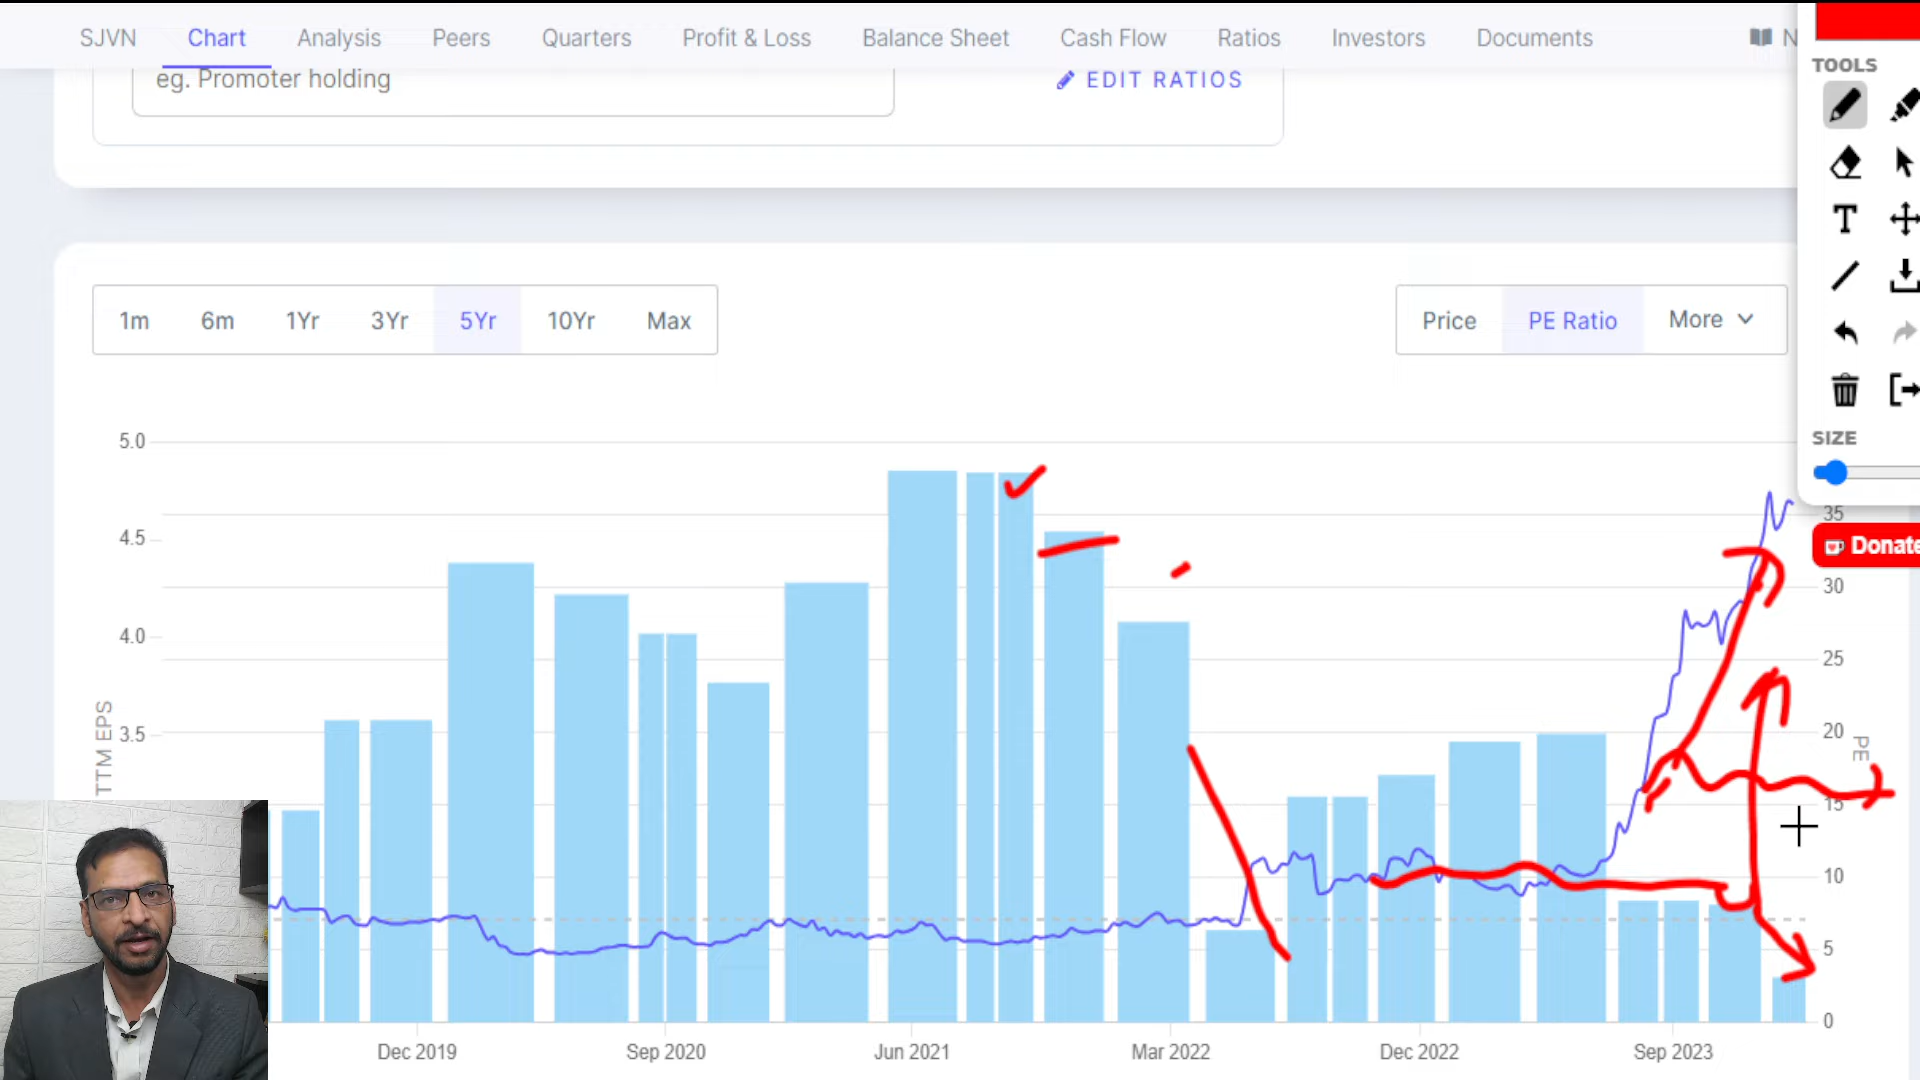 SJVN Chart Analysis Peers Quarters Profit & Loss Balance Sheet Cash Flow Ratios Investors Documents N
eg. Promoter holding
EDIT RATIOS
TOOLS
T
SIZE
Donate
1m 6m 1Yr 3Yr 5Yr 10Yr Max
Price PE Ratio More
5.0
4.5
4.0
3.5
TTM EPS
35
30
25
20
15
10
5
0
PE
Dec 2019 Sep 2020 Jun 2021 Mar 2022 Dec 2022 Sep 2023